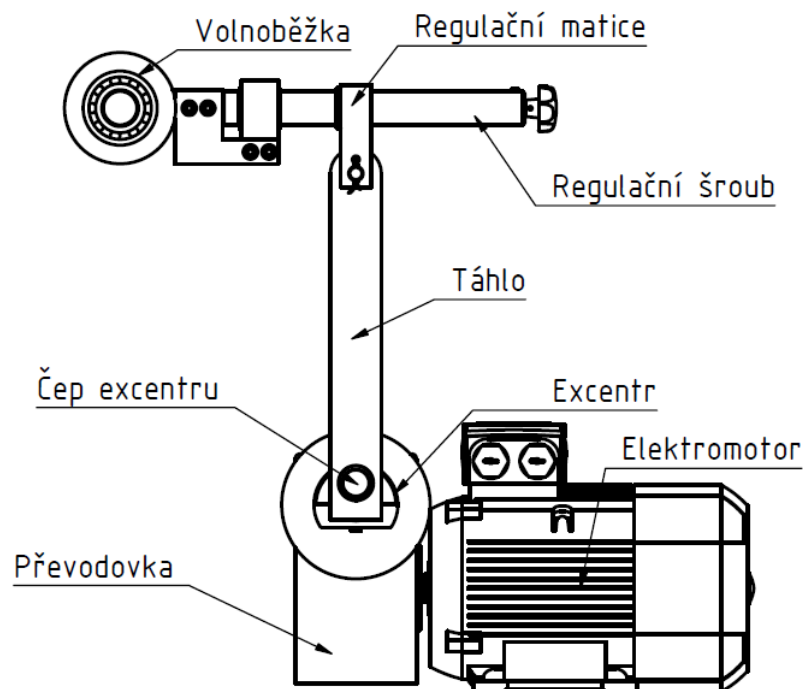 Volnoběžka
Regulační matice
Regulační šroub
Táhlo
Čep excentru
Excentr
Elektromotor
Převodovka